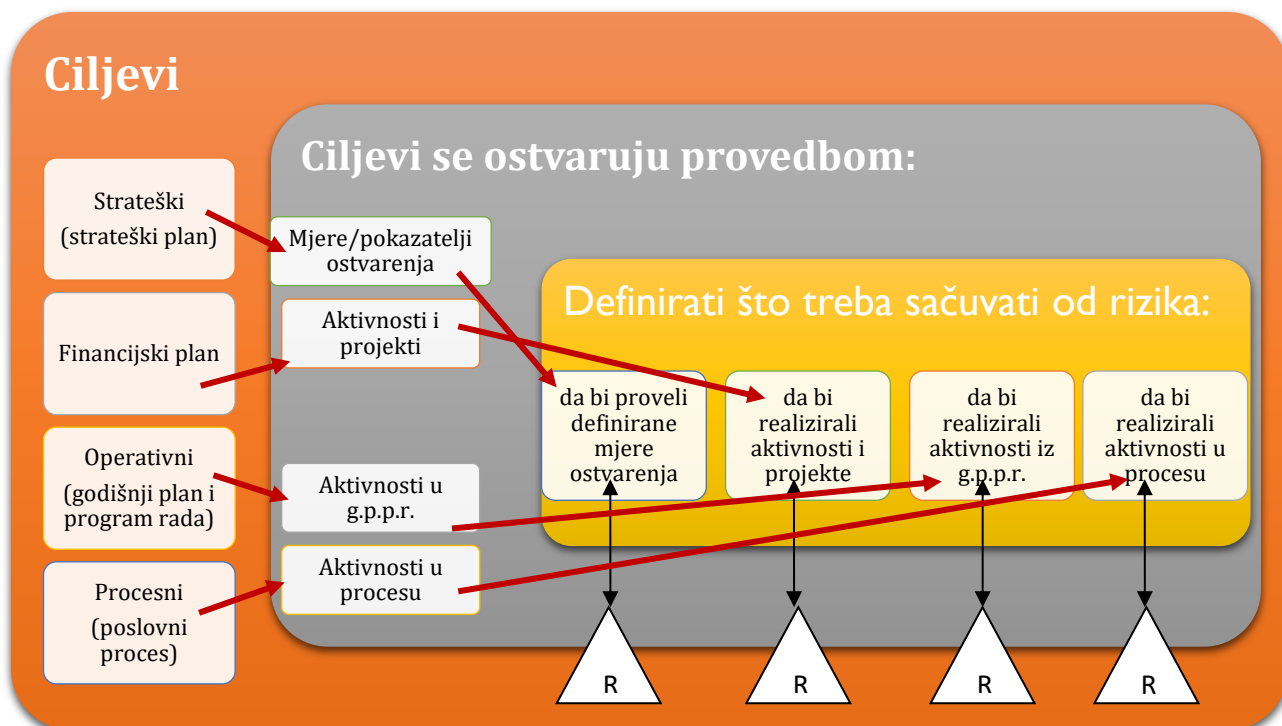 Ciljevi
Strateški
(strateški plan)
Financijski plan
Operativni
(godišnji plan i
program rada)
Procesni
(poslovni
proces)
Ciljevi se ostvaruju provedbom:
Mjere/pokazatelji
ostvarenja
Aktivnosti i
projekti
Aktivnosti u
g.p.p.r.
Aktivnosti u
procesu
Definirati što treba sačuvati od rizika:
da bi proveli
definirane
mjere
ostvarenja
da bi
realizirali
aktivnosti i
projekte
da bi
realizirali
aktivnosti iz
g.p.p.r.
da bi
realizirali
aktivnosti u
procesu
R
R
R
R